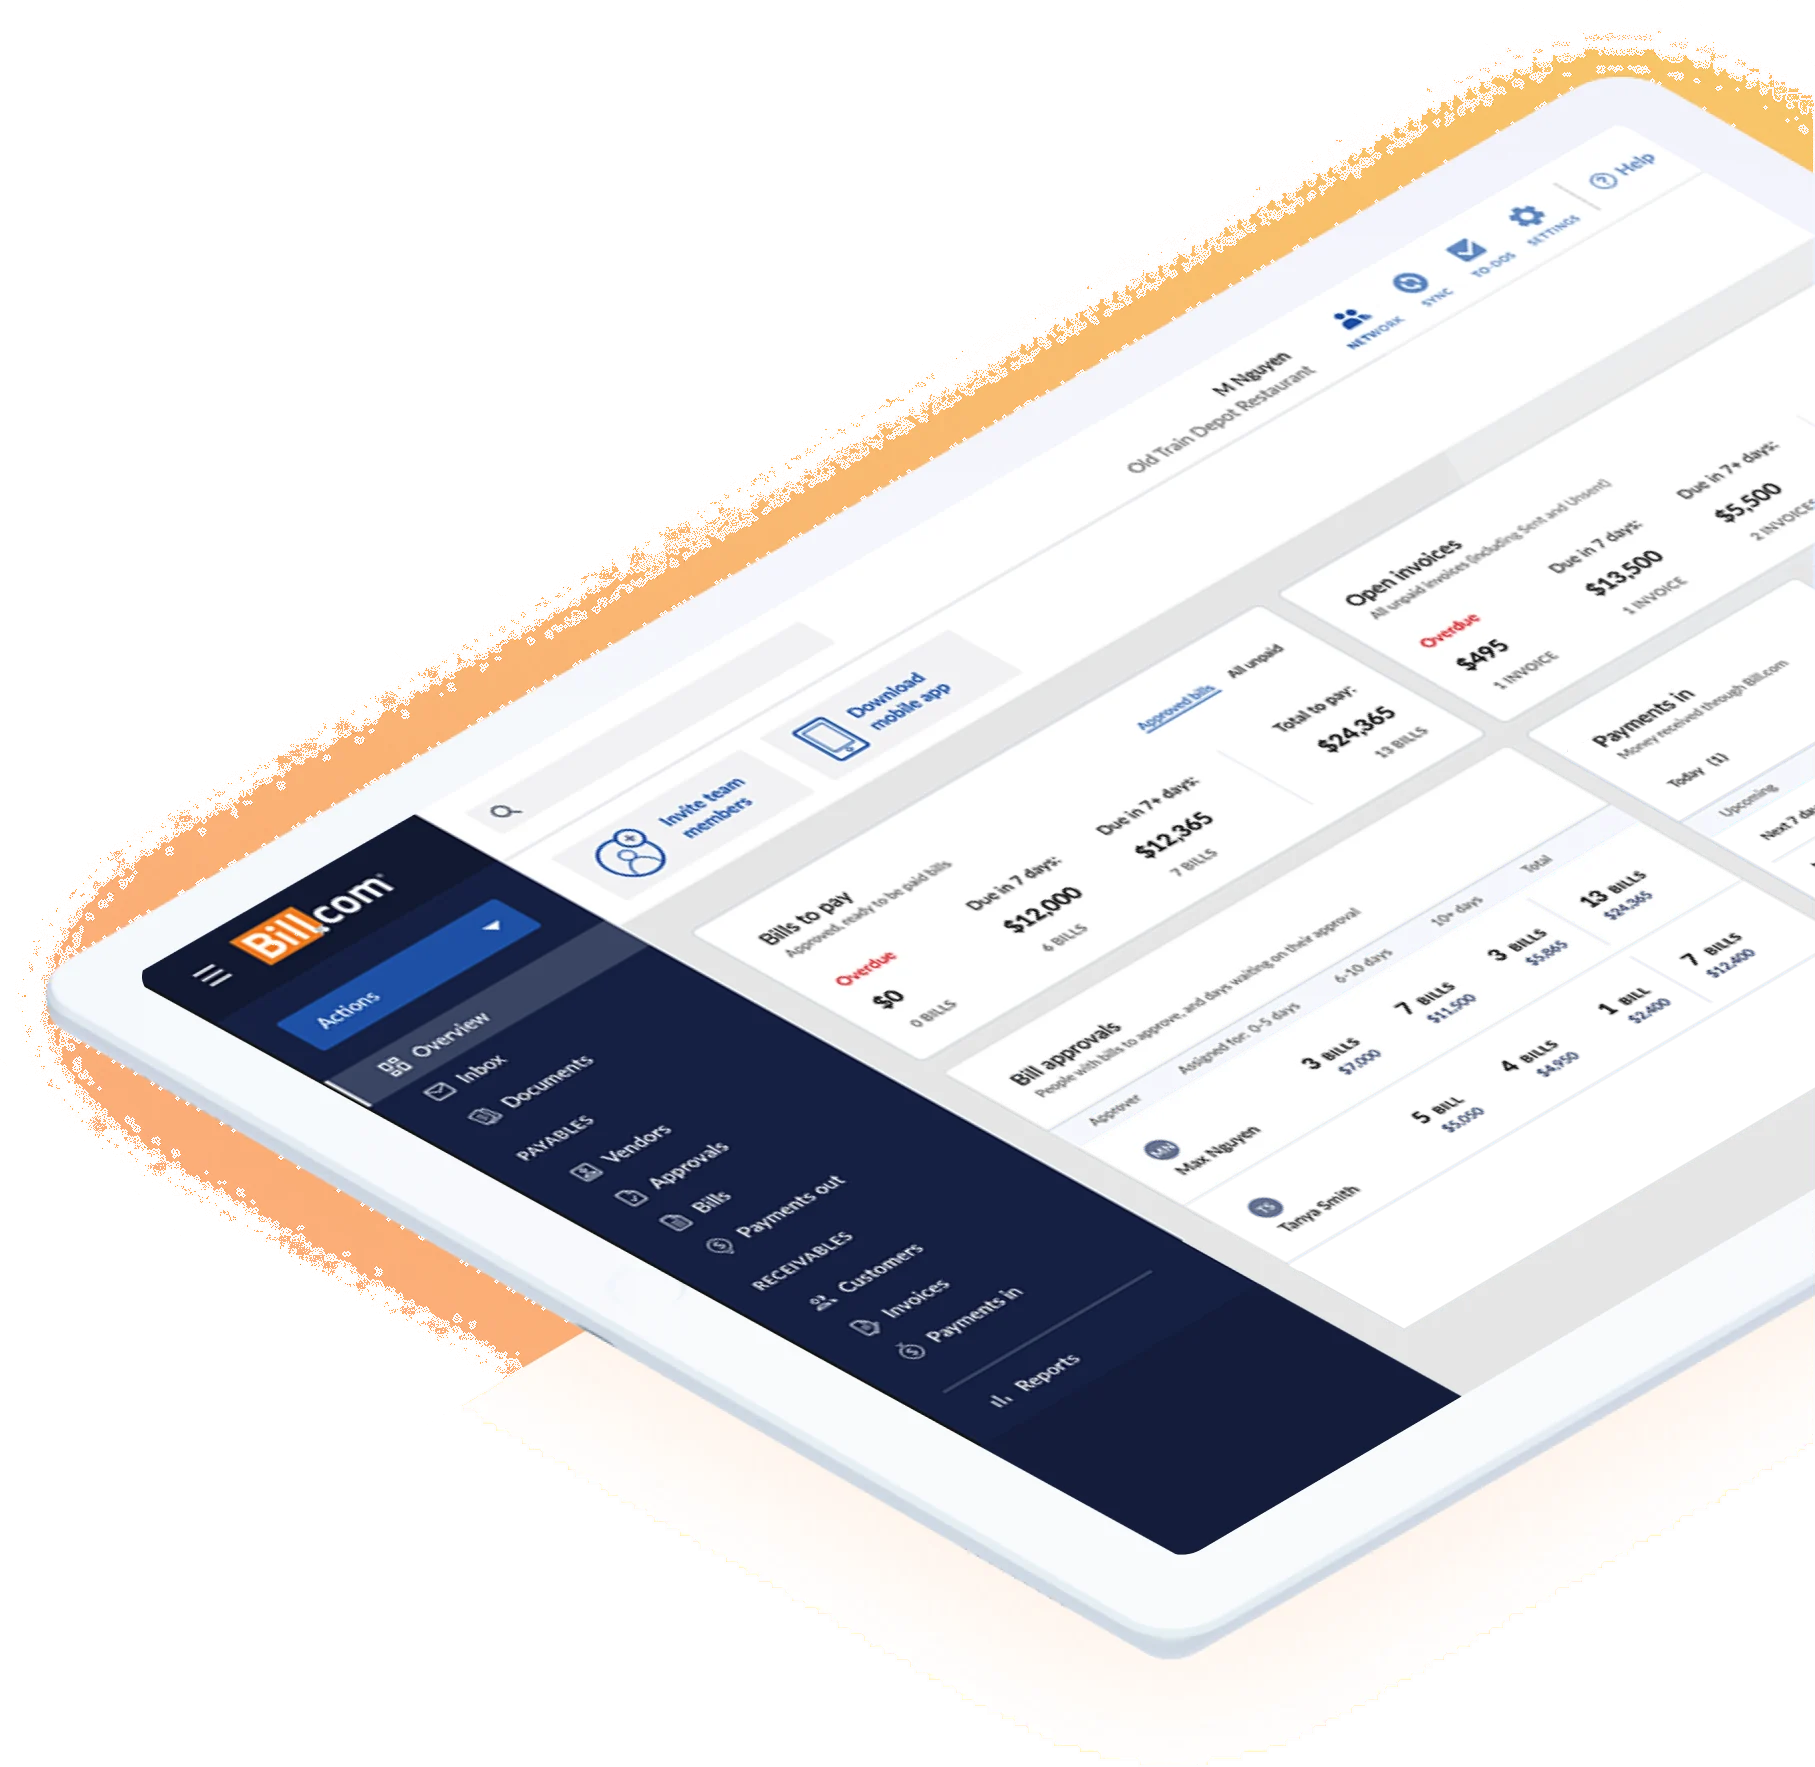 Bill.com
Actions
Overview
Inbox
Documents
PAYABLES
Vendors
Approvals
Bills
Payments out
RECEIVABLES
Customers
Invoices
Payments in
Reports
M Nguyen
Old Train Depot Restaurant
NETWORK
SYNC
TO-DOS
SETTINGS
Help
Invite team
members
Download
mobile app
Bills to pay
Approved, ready to be paid bills
Approved bills
All unpaid
Overdue
$0
0 BILLS
Due in 7 days:
$12,000
6 BILLS
Due in 7+ days:
$12,365
7 BILLS
Total to pay:
$24,365
13 BILLS
Open invoices
All unpaid invoices (including Sent and Unsent)
Overdue
$495
1 INVOICE
Due in 7 days:
$13,500
1 INVOICE
Due in 7+ days:
$5,500
2 INVOICES
Bill approvals
People with bills to approve, and days waiting on their approval
Approver
Assigned for: 0-5 days
6-10 days
10+ days
Total
MN
Max Nguyen
3 BILLS
$7,000
7 BILLS
$11,500
3 BILLS
$5,865
13 BILLS
$24,365
TS
Tanya Smith
5 BILL
$5,050
4 BILLS
$4,950
1 BILL
$2,400
7 BILLS
$12,400
Payments in
Money received through Bill.com
Today (1)
Upcoming
Next 7 da